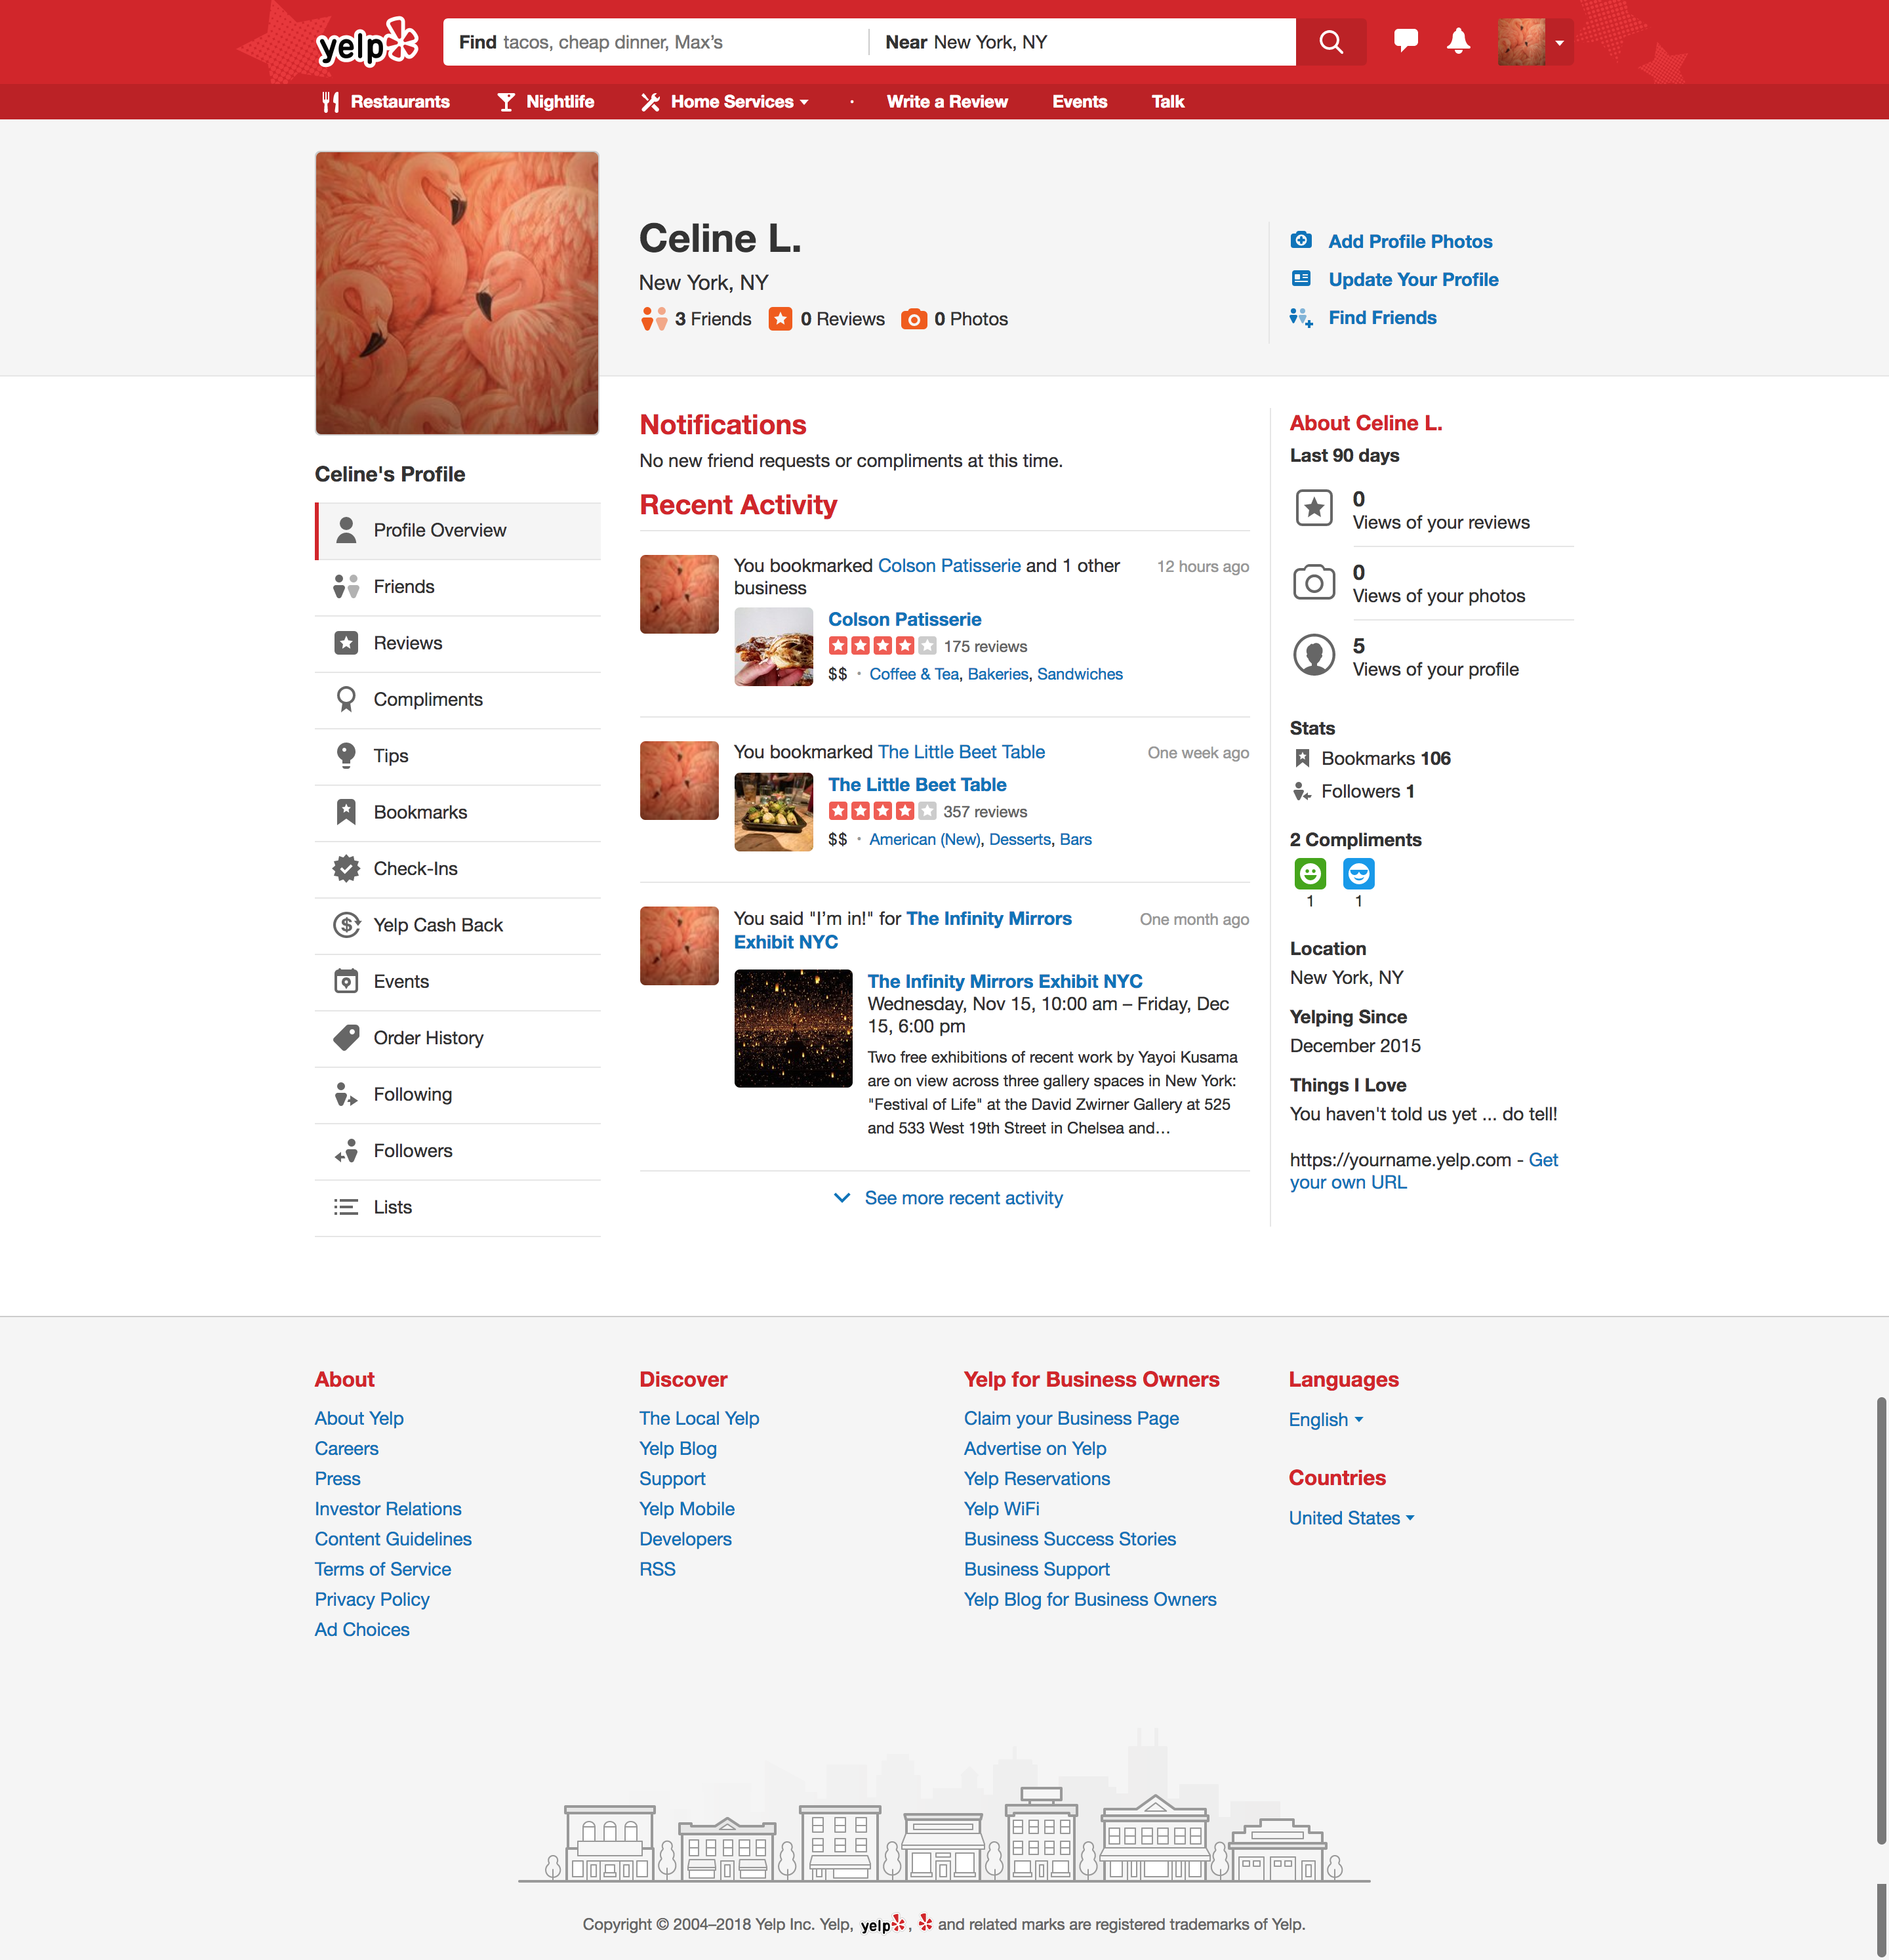 yelp
Find tacos, cheap dinner, Max's
Near New York, NY
Restaurants
Nightlife
Home Services
·
Write a Review
Events
Talk
Celine L.
New York, NY
3 Friends 0 Reviews 0 Photos
Add Profile Photos
Update Your Profile
Find Friends
Celine's Profile
Profile Overview
Friends
Reviews
Compliments
Tips
Bookmarks
Check-Ins
Yelp Cash Back
Events
Order History
Following
Followers
Lists
Notifications
No new friend requests or compliments at this time.
Recent Activity
You bookmarked Colson Patisserie and 1 other
business
12 hours ago
Colson Patisserie
175 reviews
$$ · Coffee & Tea, Bakeries, Sandwiches
You bookmarked The Little Beet Table
One week ago
The Little Beet Table
357 reviews
$$ · American (New), Desserts, Bars
You said "I'm in!" for The Infinity Mirrors
Exhibit NYC
One month ago
The Infinity Mirrors Exhibit NYC
Wednesday, Nov 15, 10:00 am – Friday, Dec
15, 6:00 pm
Two free exhibitions of recent work by Yayoi Kusama
are on view across three gallery spaces in New York:
"Festival of Life" at the David Zwirner Gallery at 525
and 533 West 19th Street in Chelsea and…
See more recent activity
About Celine L.
Last 90 days
0
Views of your reviews
0
Views of your photos
5
Views of your profile
Stats
Bookmarks 106
Followers 1
2 Compliments
1 1
Location
New York, NY
Yelping Since
December 2015
Things I Love
You haven't told us yet ... do tell!
https://yourname.yelp.com - Get
your own URL
About
About Yelp
Careers
Press
Investor Relations
Content Guidelines
Terms of Service
Privacy Policy
Ad Choices
Discover
The Local Yelp
Yelp Blog
Support
Yelp Mobile
Developers
RSS
Yelp for Business Owners
Claim your Business Page
Advertise on Yelp
Yelp Reservations
Yelp WiFi
Business Success Stories
Business Support
Yelp Blog for Business Owners
Languages
English
Countries
United States
Copyright © 2004–2018 Yelp Inc. Yelp, yelp, and related marks are registered trademarks of Yelp.